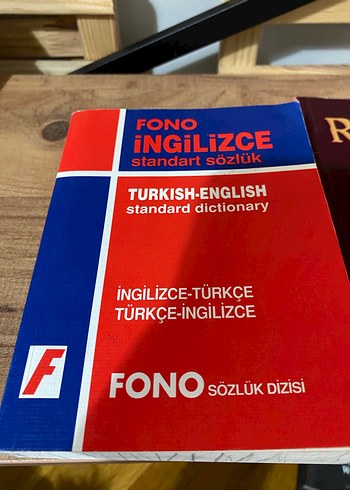 FONO
İNGİLİZCE
standart sözlük
TURKISH-ENGLISH
standard dictionary
İNGİLİZCE-TÜRKÇE
TÜRKÇE-İNGİLİZCE
F
FONO SÖZLÜK DİZİSİ
R